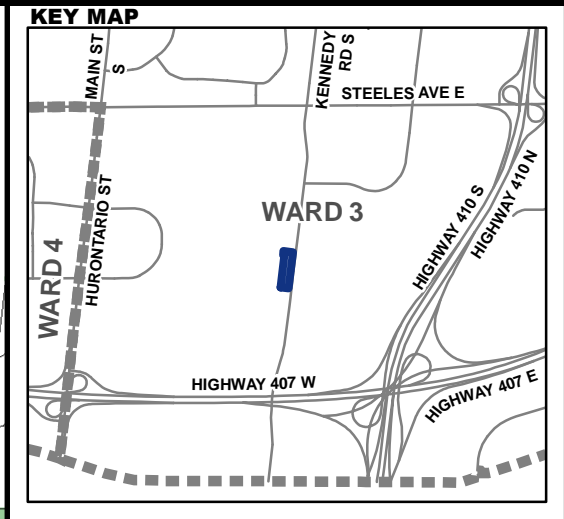 KEY MAP
MAIN ST
S
KENNEDY
RD S
STEELES AVE E
WARD 3
HURONTARIO ST
WARD 4
HIGHWAY 410 S
HIGHWAY 410 N
HIGHWAY 407 W
HIGHWAY 407 E